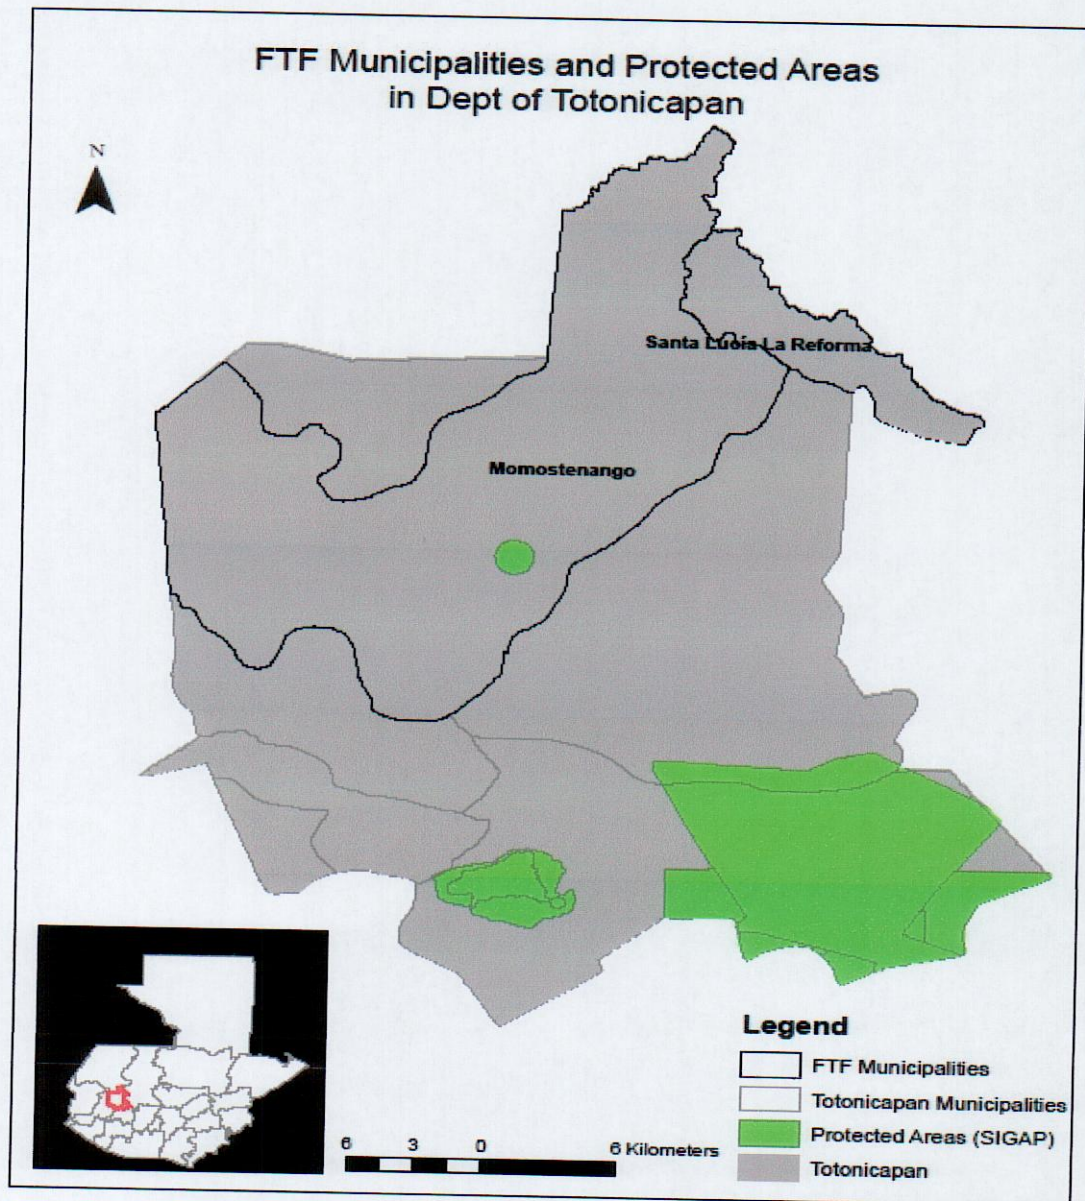 FTF Municipalities and Protected Areas
in Dept of Totonicapan
N
Santa Lucia La Reforma
Momostenango
Legend
FTF Municipalities
Totonicapan Municipalities
Protected Areas (SIGAP)
Totonicapan
6 3 0 6 Kilometers